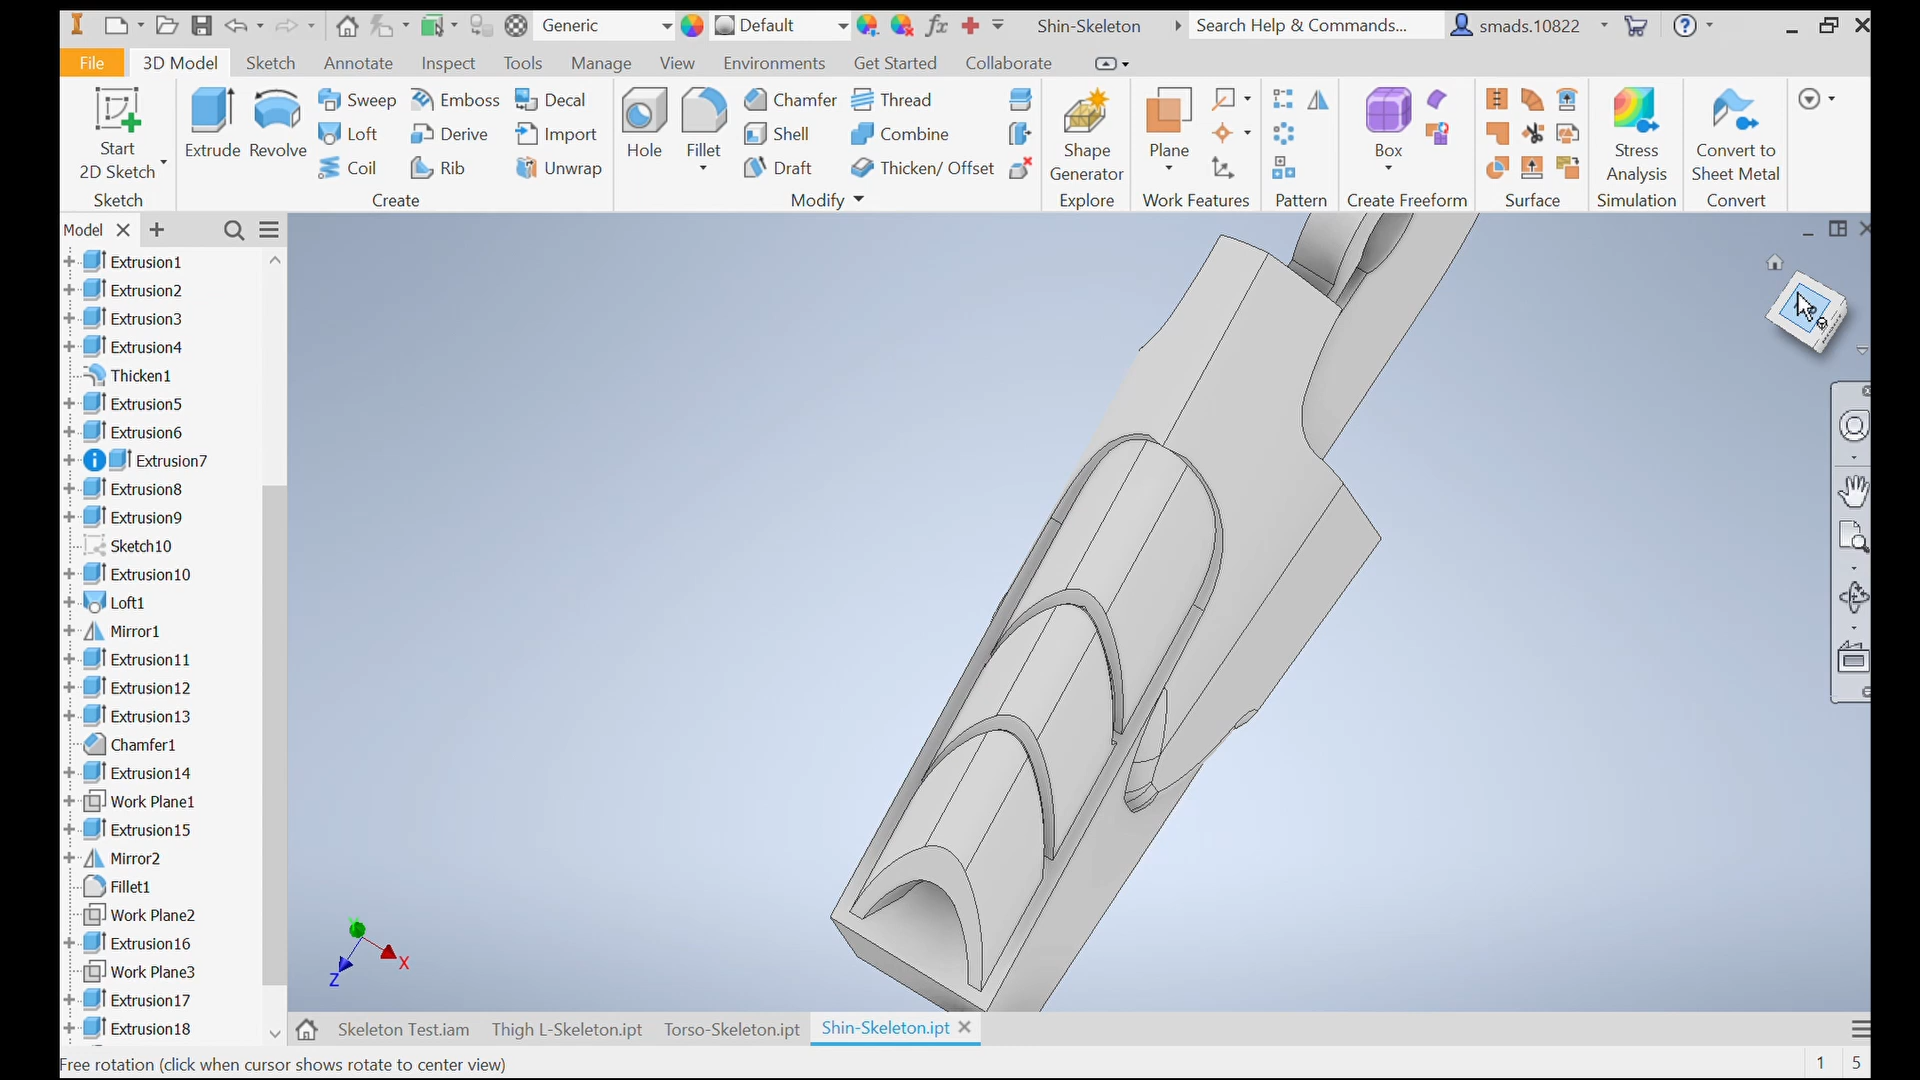 Generic
Default
fx
Shin-Skeleton
Search Help & Commands...
smads.10822
File
3D Model
Sketch
Annotate
Inspect
Tools
Manage
View
Environments
Get Started
Collaborate
Start
2D Sketch
Sketch
Extrude
Revolve
Sweep
Loft
Coil
Emboss
Derive
Rib
Decal
Import
Unwrap
Create
Hole
Fillet
Chamfer
Shell
Draft
Thread
Combine
Thicken/ Offset
Modify
Shape
Generator
Explore
Plane
Work Features
Pattern
Box
Create Freeform
Surface
Stress
Analysis
Simulation
Convert to
Sheet Metal
Convert
Model
Extrusion1
Extrusion2
Extrusion3
Extrusion4
Thicken1
Extrusion5
Extrusion6
Extrusion7
Extrusion8
Extrusion9
Sketch10
Extrusion10
Loft1
Mirror1
Extrusion11
Extrusion12
Extrusion13
Chamfer1
Extrusion14
Work Plane1
Extrusion15
Mirror2
Fillet1
Work Plane2
Extrusion16
Work Plane3
Extrusion17
Extrusion18
X
Z
Skeleton Test.iam
Thigh L-Skeleton.ipt
Torso-Skeleton.ipt
Shin-Skeleton.ipt
Free rotation (click when cursor shows rotate to center view)
1
5